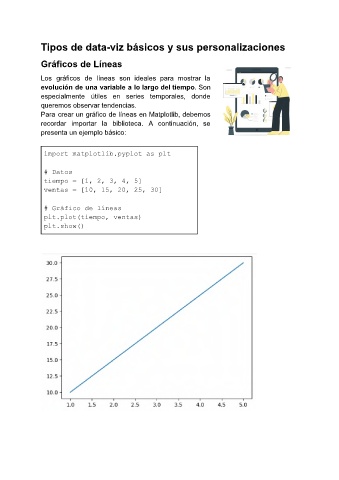 Tipos de data-viz básicos y sus personalizaciones
Gráficos de Líneas
Los gráficos de líneas son ideales para mostrar la
evolución de una variable a lo largo del tiempo. Son
especialmente útiles en series temporales, donde
queremos observar tendencias.
Para crear un gráfico de líneas en Matplotlib, debemos
recordar importar la biblioteca. A continuación, se
presenta un ejemplo básico:
import matplotlib.pyplot as plt
# Datos
tiempo = [1, 2, 3, 4, 5]
ventas = [10, 15, 20, 25, 30]
# Gráfico de líneas
plt.plot(tiempo, ventas)
plt.show()
30.0
27.5
25.0
22.5
20.0
17.5
15.0
12.5
10.0
1.0 1.5 2.0 2.5 3.0 3.5 4.0 4.5 5.0